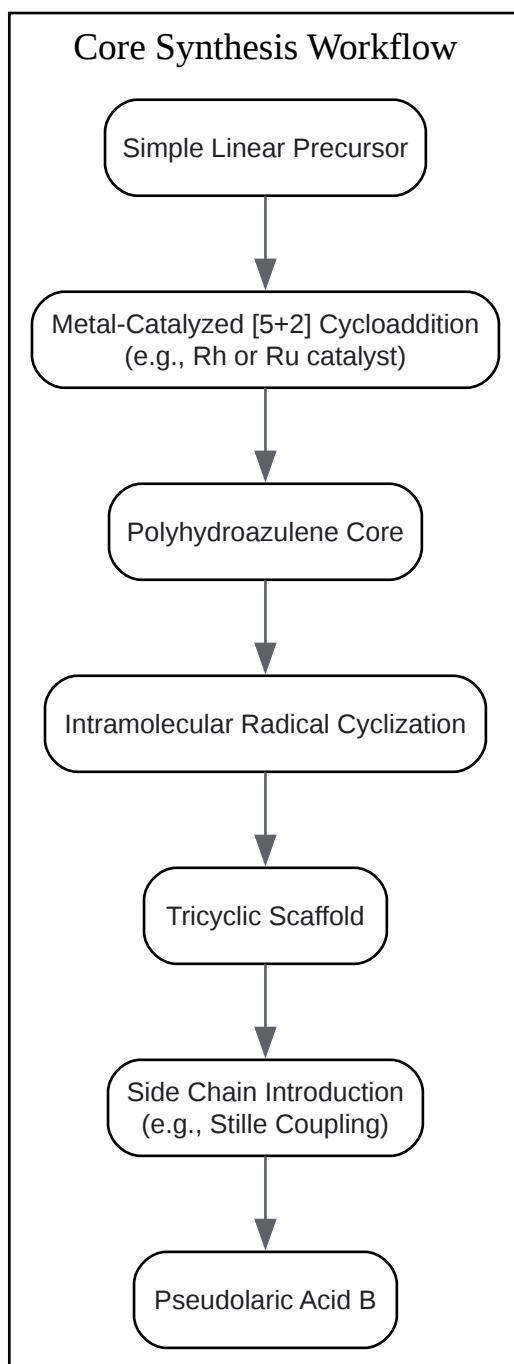 Core Synthesis Workflow
Simple Linear Precursor
Metal-Catalyzed [5+2] Cycloaddition
(e.g., Rh or Ru catalyst)
Polyhydroazulene Core
Intramolecular Radical Cyclization
Tricyclic Scaffold
Side Chain Introduction
(e.g., Stille Coupling)
Pseudolaric Acid B